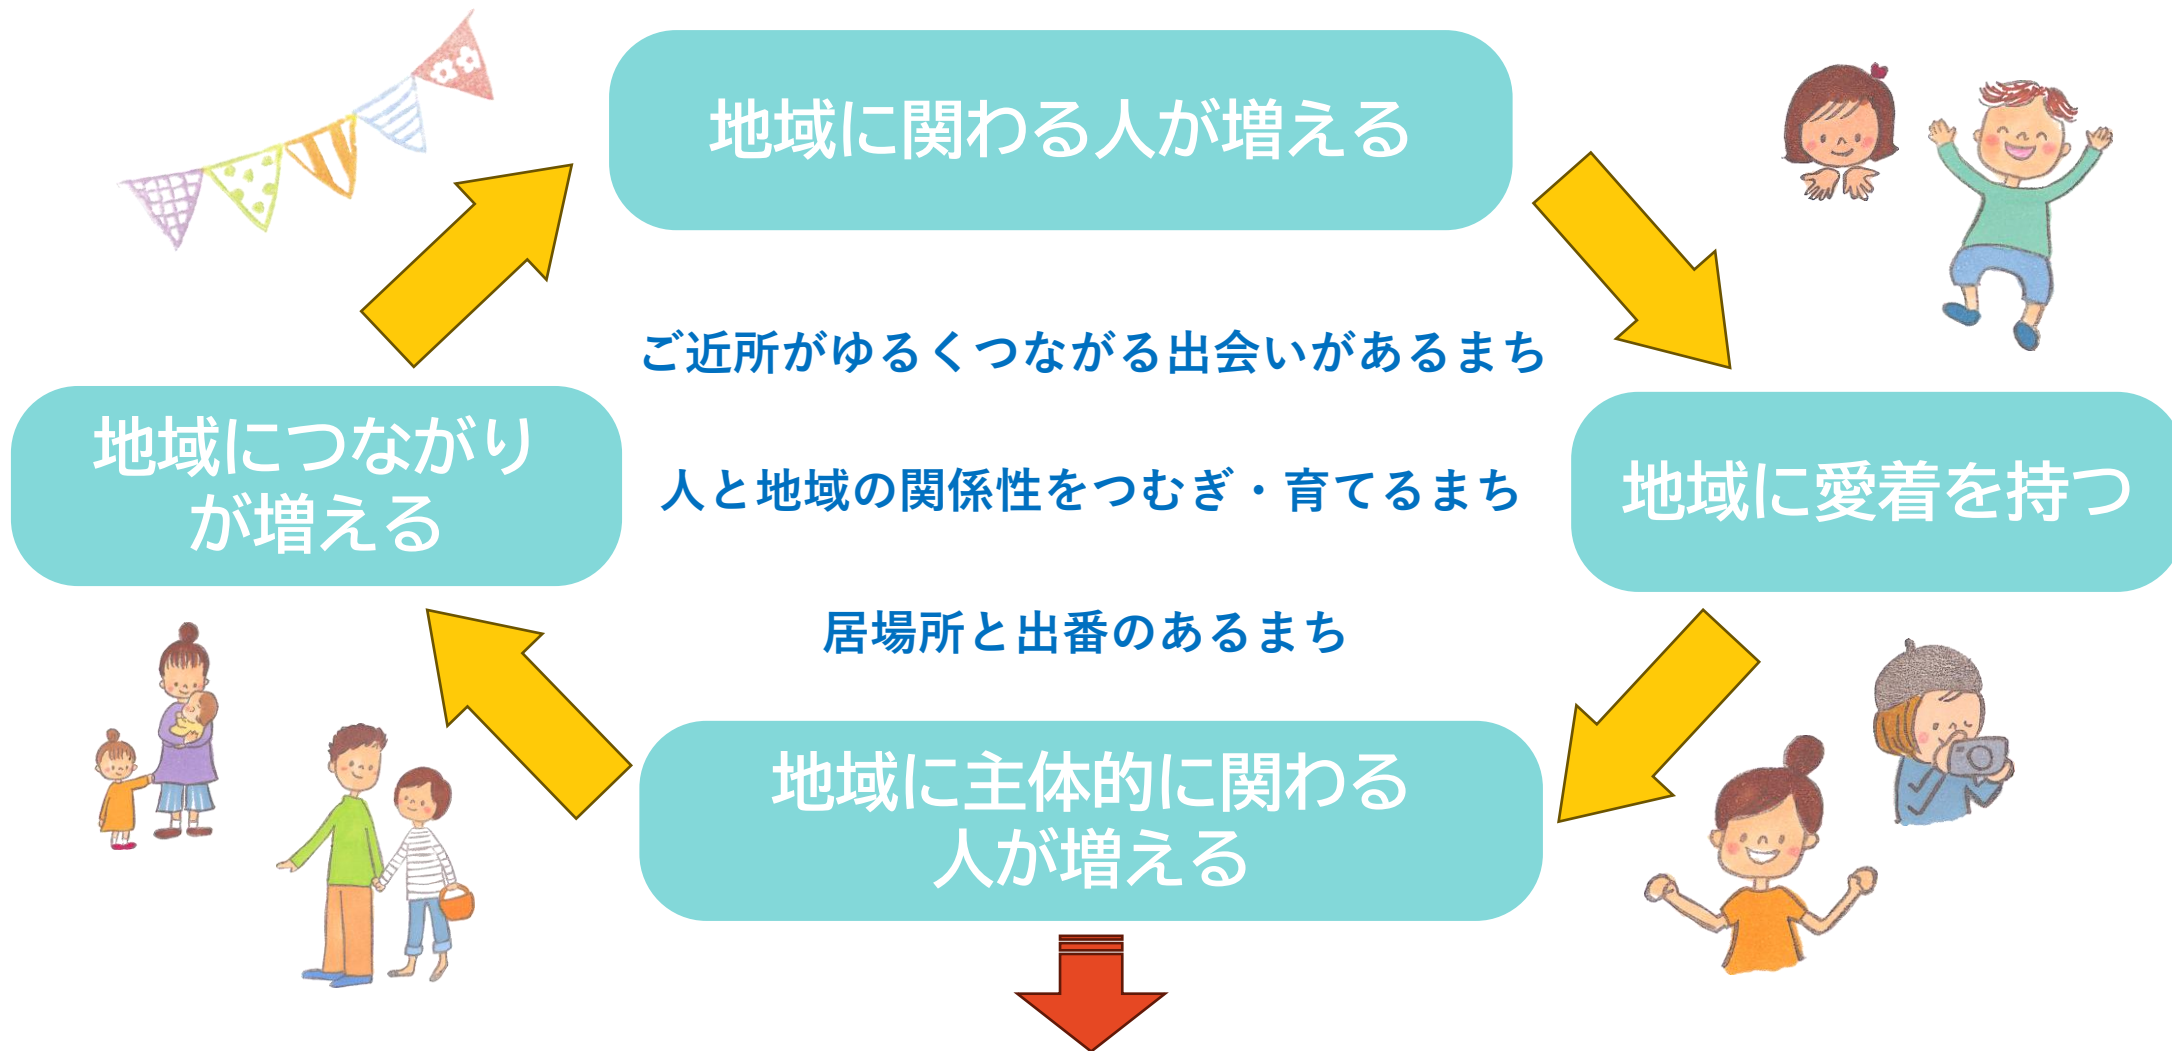 地域に関わる人が増える
ご近所がゆるくつながる出会いがあるまち
地域につながり
が増える
人と地域の関係性をつむぎ・育てるまち
地域に愛着を持つ
居場所と出番のあるまち
地域に主体的に関わる
人が増える